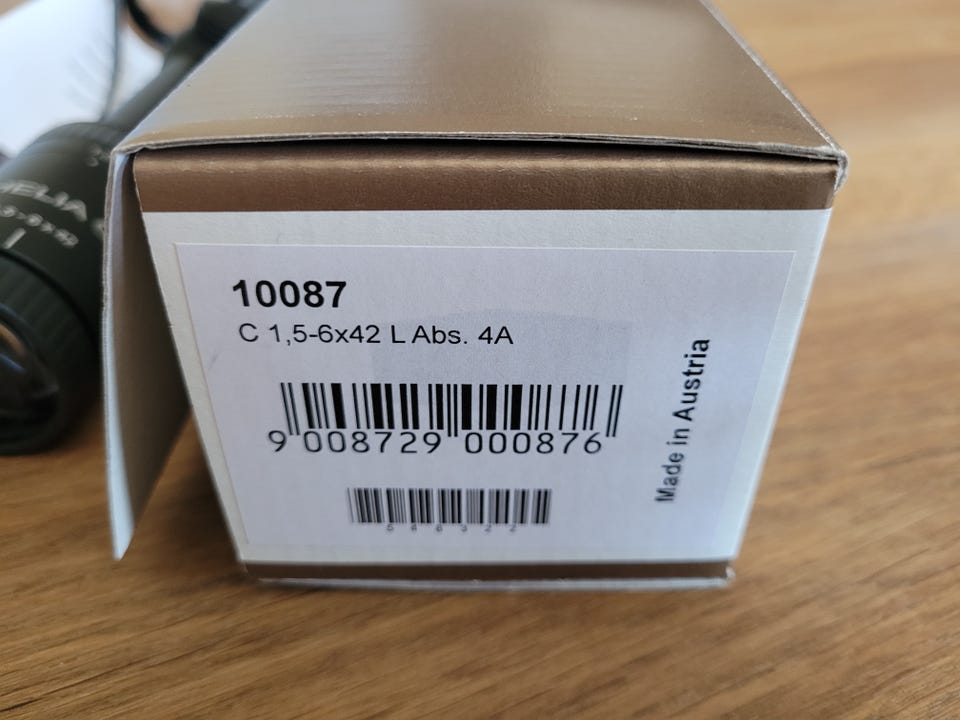 10087
C 1,5-6x42 L Abs. 4A
9 008729 000876
Made in Austria